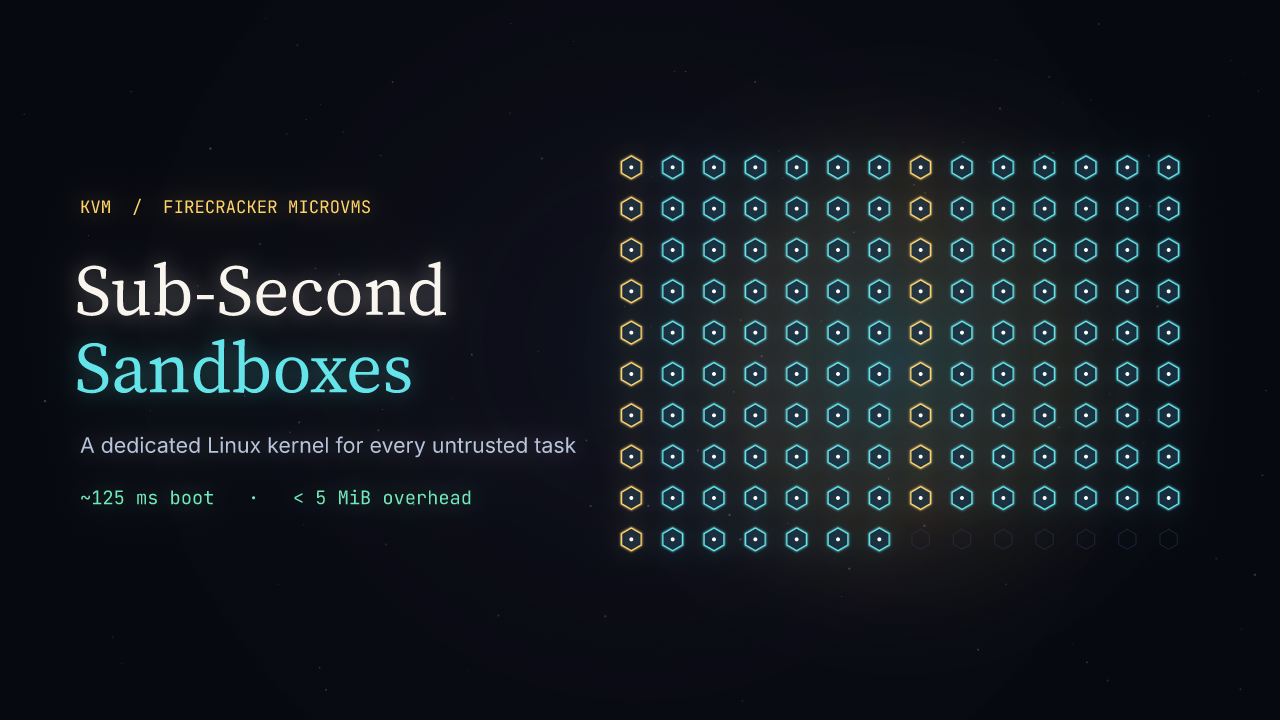 KVM / FIRECRACKER MICROVMS
Sub-Second
Sandboxes
A dedicated Linux kernel for every untrusted task
~125 ms boot · < 5 MiB overhead